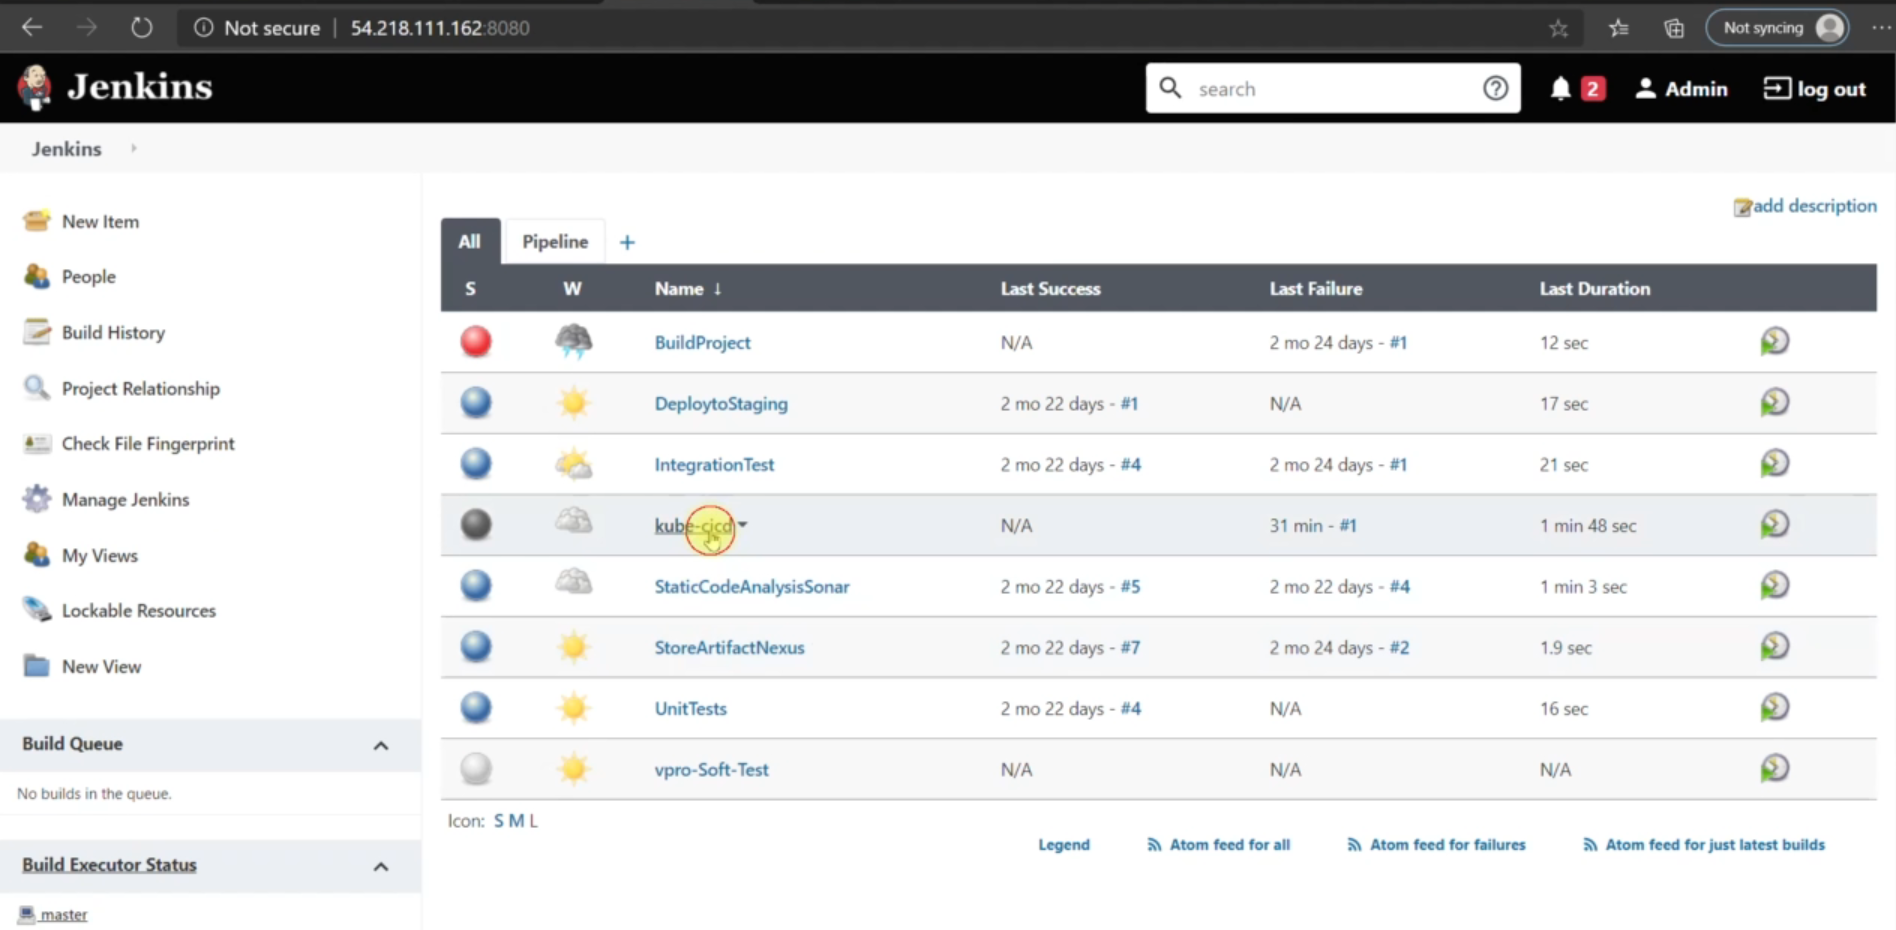 Not secure | 54.218.111.162:8080
Not syncing
Jenkins
search
2
Admin
log out
Jenkins
add description
New Item
People
Build History
Project Relationship
Check File Fingerprint
Manage Jenkins
My Views
Lockable Resources
New View
Build Queue
No builds in the queue.
Build Executor Status
master
All Pipeline +
S W Name ↓ Last Success Last Failure Last Duration
BuildProject N/A 2 mo 24 days - #1 12 sec
DeploytoStaging 2 mo 22 days - #1 N/A 17 sec
IntegrationTest 2 mo 22 days - #4 2 mo 24 days - #1 21 sec
kube-cicd N/A 31 min - #1 1 min 48 sec
StaticCodeAnalysisSonar 2 mo 22 days - #5 2 mo 22 days - #4 1 min 3 sec
StoreArtifactNexus 2 mo 22 days - #7 2 mo 24 days - #2 1.9 sec
UnitTests 2 mo 22 days - #4 N/A 16 sec
vpro-Soft-Test N/A N/A N/A
Icon: S M L
Legend Atom feed for all Atom feed for failures Atom feed for just latest builds